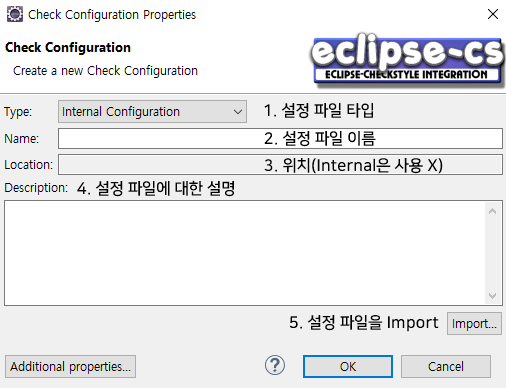 Check Configuration Properties
Check Configuration
Create a new Check Configuration
eclipse-cs
ECLIPSE-CHECKSTYLE INTEGRATION
Type: Internal Configuration 1. 설정 파일 타입
Name: 2. 설정 파일 이름
Location: 3. 위치(Internal은 사용 X)
Description: 4. 설정 파일에 대한 설명
5. 설정 파일을 Import Import...
Additional properties... ? OK Cancel